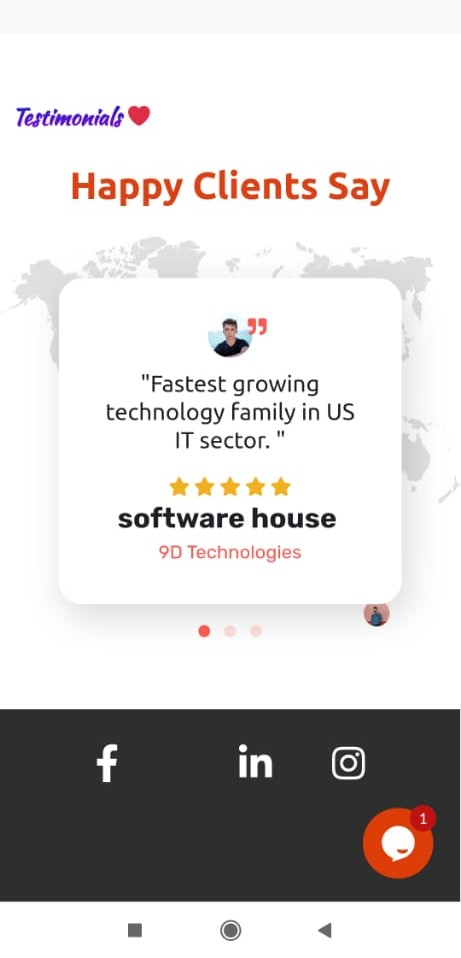 Testimonials❤️
Happy Clients Say
"Fastest growing
technology family in US
IT sector. "
software house
9D Technologies
1